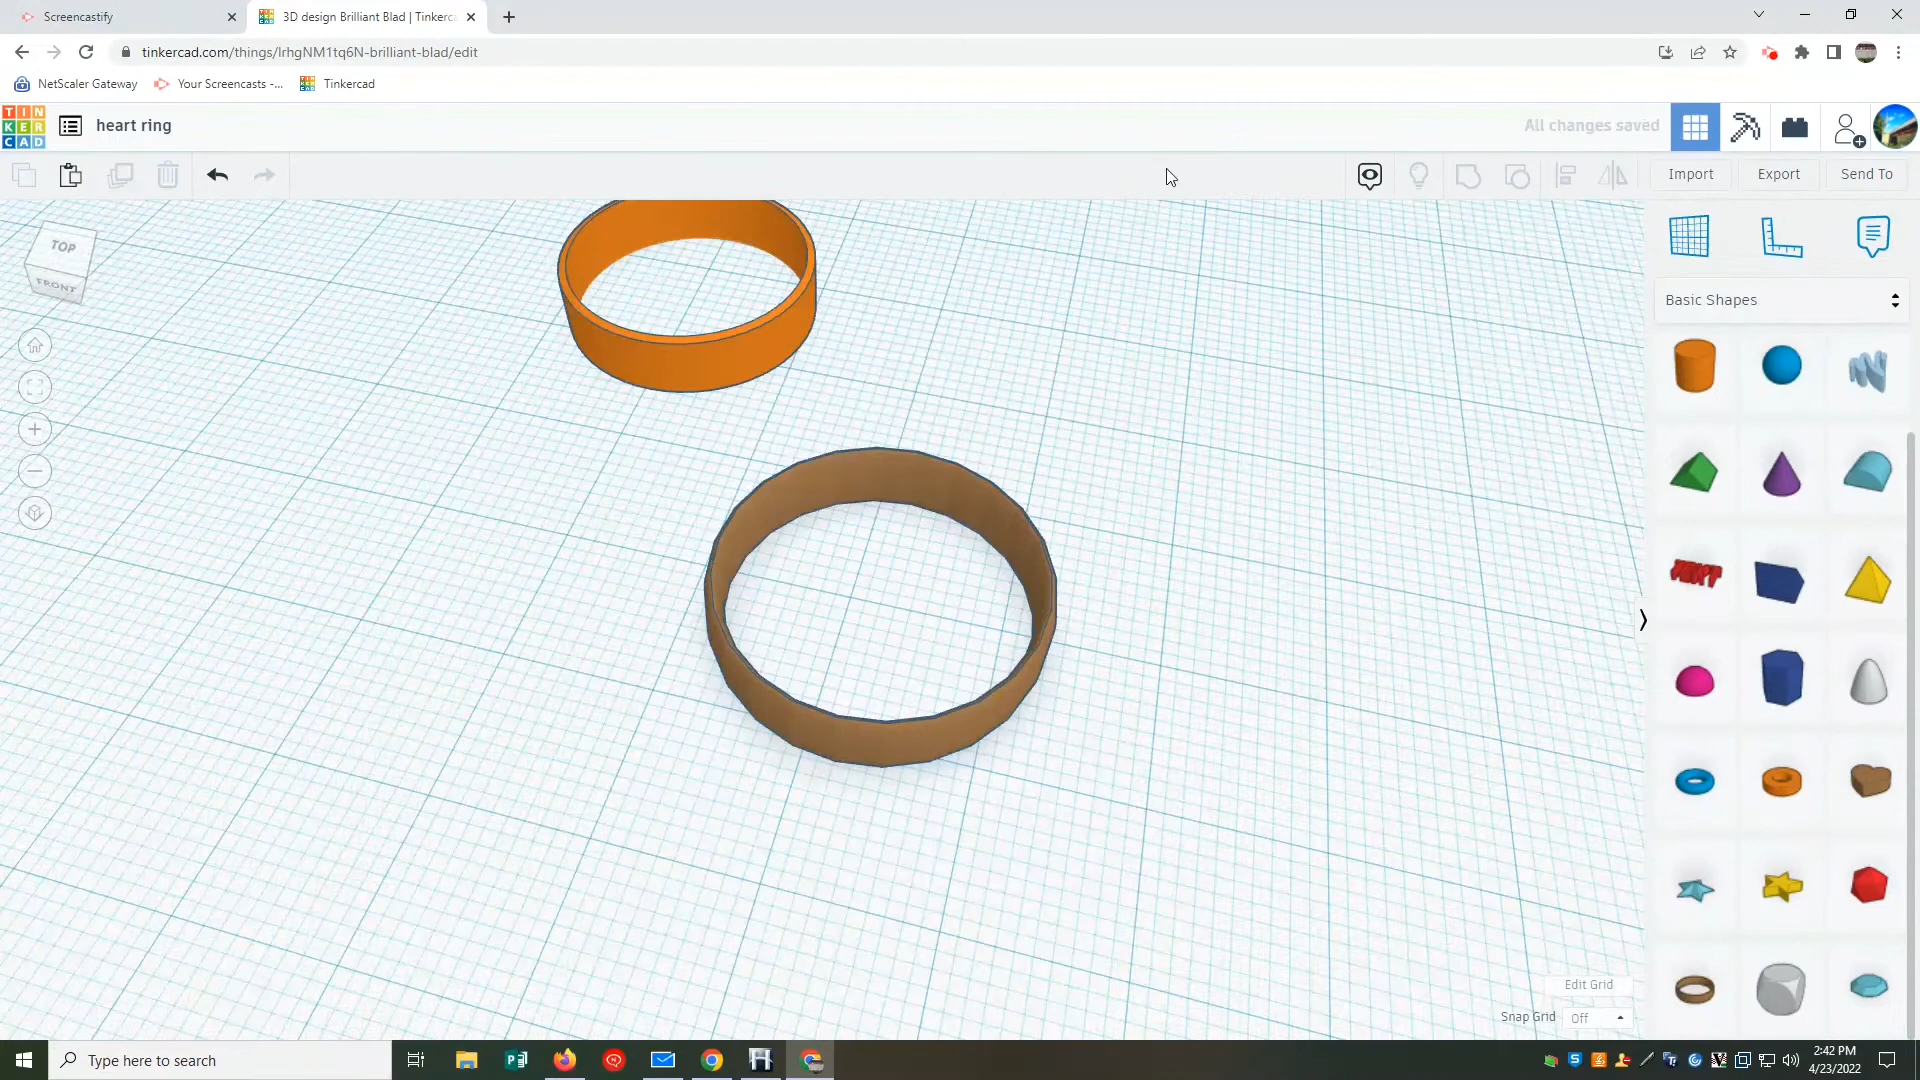 Screencastify
3D design Brilliant Blad | Tinkerca
tinkercad.com/things/lrhgNM1tq6N-brilliant-blad/edit
NetScaler Gateway
Your Screencasts -...
Tinkercad
TIN
KER
CAD
heart ring
All changes saved
Import
Export
Send To
TOP
FRONT
Basic Shapes
TEXT
Edit Grid
Snap Grid
Off
Type here to search
2:42 PM
4/23/2022